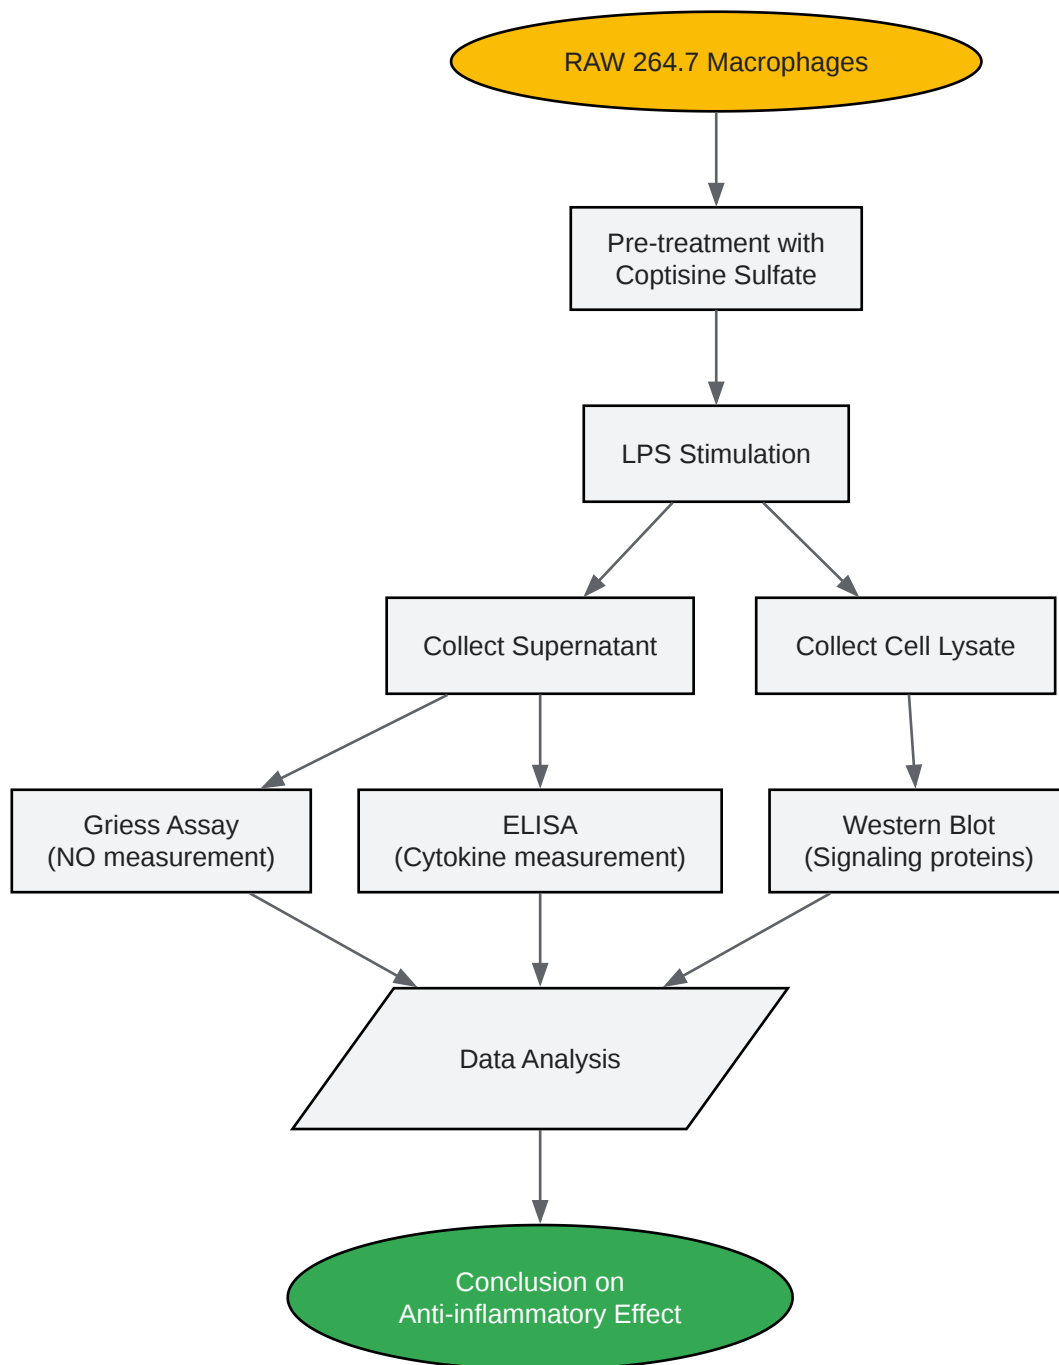 RAW 264.7 Macrophages
Pre-treatment with
Coptisine Sulfate
LPS Stimulation
Collect Supernatant
Collect Cell Lysate
Griess Assay
(NO measurement)
ELISA
(Cytokine measurement)
Western Blot
(Signaling proteins)
Data Analysis
Conclusion on
Anti-inflammatory Effect